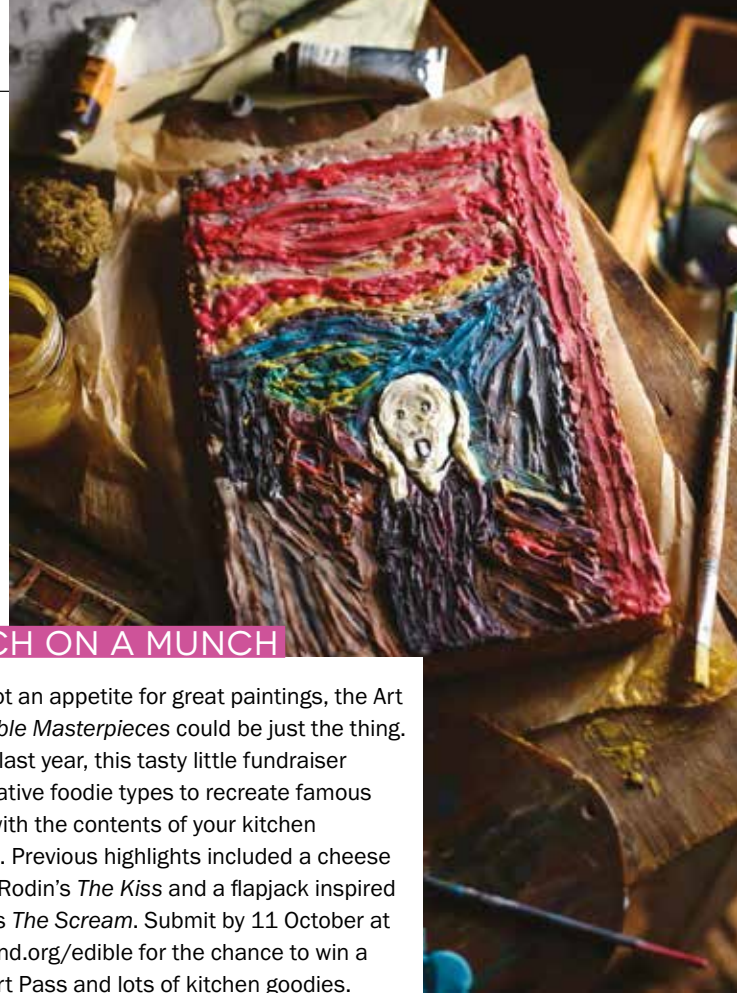 CH ON A MUNCH
ot an appetite for great paintings, the Art
ble Masterpieces could be just the thing.
last year, this tasty little fundraiser
ative foodie types to recreate famous
with the contents of your kitchen
. Previous highlights included a cheese
Rodin’s The Kiss and a flapjack inspired
s The Scream. Submit by 11 October at
nd.org/edible for the chance to win a
rt Pass and lots of kitchen goodies.